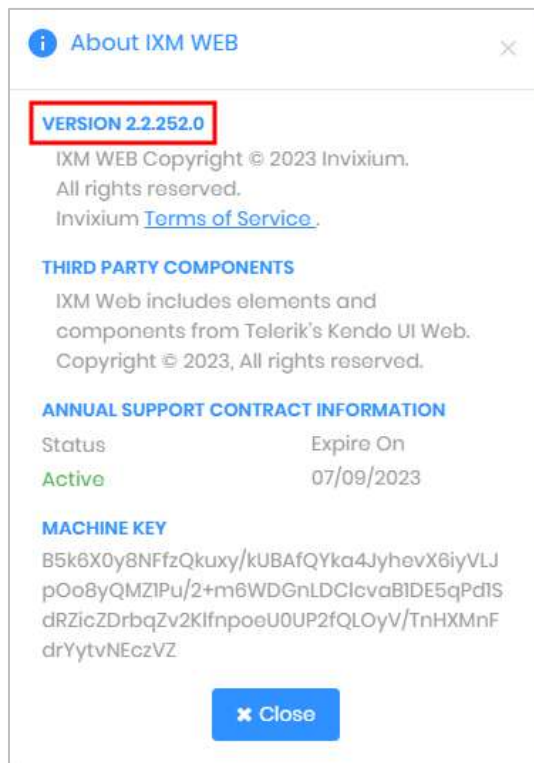 About IXM WEB
VERSION 2.2.252.0
IXM WEB Copyright © 2023 Invixium.
All rights reserved.
Invixium Terms of Service .
THIRD PARTY COMPONENTS
IXM Web includes elements and
components from Telerik's Kendo UI Web.
Copyright © 2023, All rights reserved.
ANNUAL SUPPORT CONTRACT INFORMATION
Status Expire On
Active 07/09/2023
MACHINE KEY
B5k6X0y8NFfzQkuxy/kUBAfQYka4JyhevX6iyVLJ
pOo8yQMZ1Pu/2+m6WDGnLDClcvaB1DE5qPd1S
dRZicZDrbqZv2KlfnpoeU0UP2fQLOyV/TnHXMnF
drYytvNEczVZ
Close